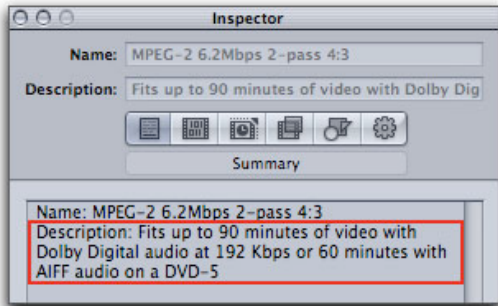 Inspector
Name: MPEG-2 6.2Mbps 2-pass 4:3
Description: Fits up to 90 minutes of video with Dolby Dig
Summary
Name: MPEG-2 6.2Mbps 2-pass 4:3
Description: Fits up to 90 minutes of video with
Dolby Digital audio at 192 Kbps or 60 minutes with
AIFF audio on a DVD-5